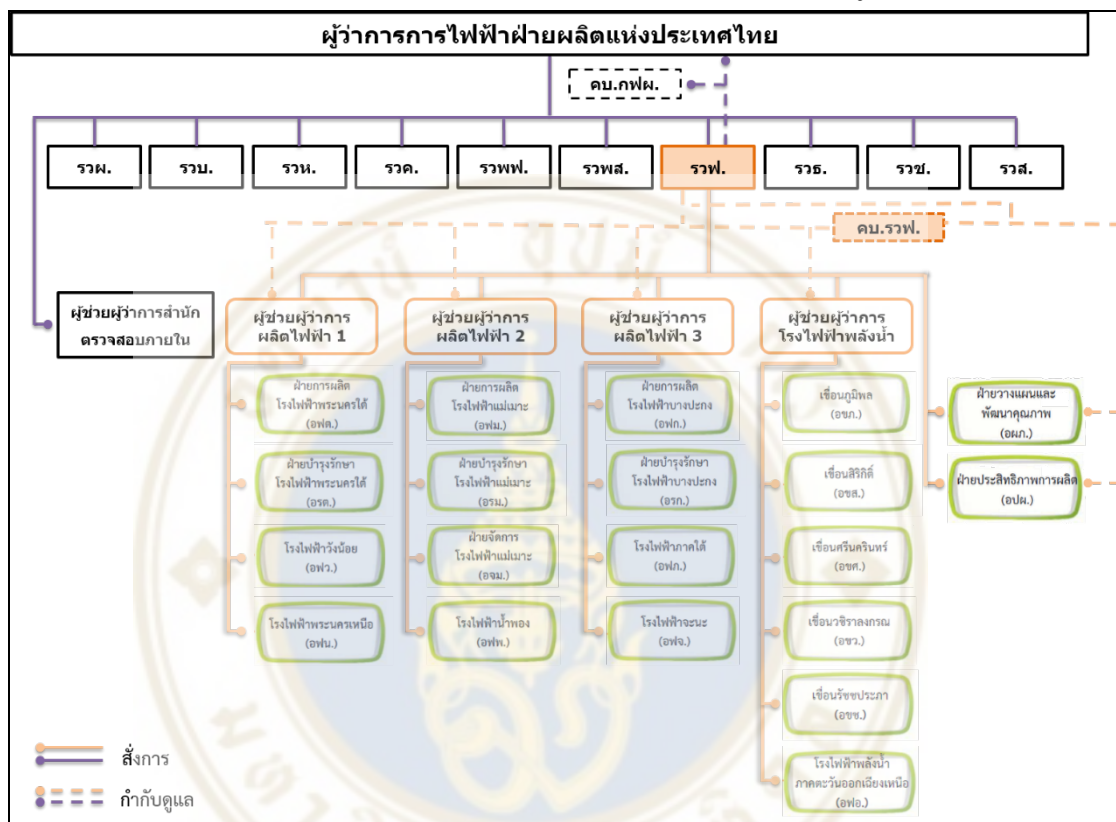 ผู้ว่าการการไฟฟ้าฝ่ายผลิตแห่งประเทศไทย
คบ.กฟผ.
รวผ.
รวบ.
รวห.
รวค.
รวพฟ.
รวพส.
รวฟ.
รวธ.
รวช.
รวส.
คบ.รวฟ.
ผู้ช่วยผู้ว่าการสำนัก
ตรวจสอบภายใน
ผู้ช่วยผู้ว่าการ
ผลิตไฟฟ้า 1
ผู้ช่วยผู้ว่าการ
ผลิตไฟฟ้า 2
ผู้ช่วยผู้ว่าการ
ผลิตไฟฟ้า 3
ผู้ช่วยผู้ว่าการ
โรงไฟฟ้าพลังน้ำ
ฝ่ายการผลิต
โรงไฟฟ้าพระนครใต้
(อฟต.)
ฝ่ายบำรุงรักษา
โรงไฟฟ้าพระนครใต้
(อรต.)
โรงไฟฟ้าวังน้อย
(อฟว.)
โรงไฟฟ้าพระนครเหนือ
(อฟน.)
ฝ่ายการผลิต
โรงไฟฟ้าแม่เมาะ
(อฟม.)
ฝ่ายบำรุงรักษา
โรงไฟฟ้าแม่เมาะ
(อรม.)
ฝ่ายจัดการ
โรงไฟฟ้าแม่เมาะ
(อจม.)
โรงไฟฟ้าน้ำพอง
(อฟพ.)
ฝ่ายการผลิต
โรงไฟฟ้าบางปะกง
(อฟก.)
ฝ่ายบำรุงรักษา
โรงไฟฟ้าบางปะกง
(อรก.)
โรงไฟฟ้าภาคใต้
(อฟภ.)
โรงไฟฟ้าจะนะ
(อฟจ.)
เขื่อนภูมิพล
(อขภ.)
เขื่อนสิริกิติ์
(อขส.)
เขื่อนศรีนครินทร์
(อขศ.)
เขื่อนวชิราลงกรณ
(อขว.)
เขื่อนรัชชประภา
(อขช.)
โรงไฟฟ้าพลังน้ำ
ภาคตะวันออกเฉียงเหนือ
(อฟอ.)
ฝ่ายวางแผนและ
พัฒนาคุณภาพ
(อผภ.)
ฝ่ายประสิทธิภาพการผลิต
(อปผ.)
สั่งการ
กำกับดูแล